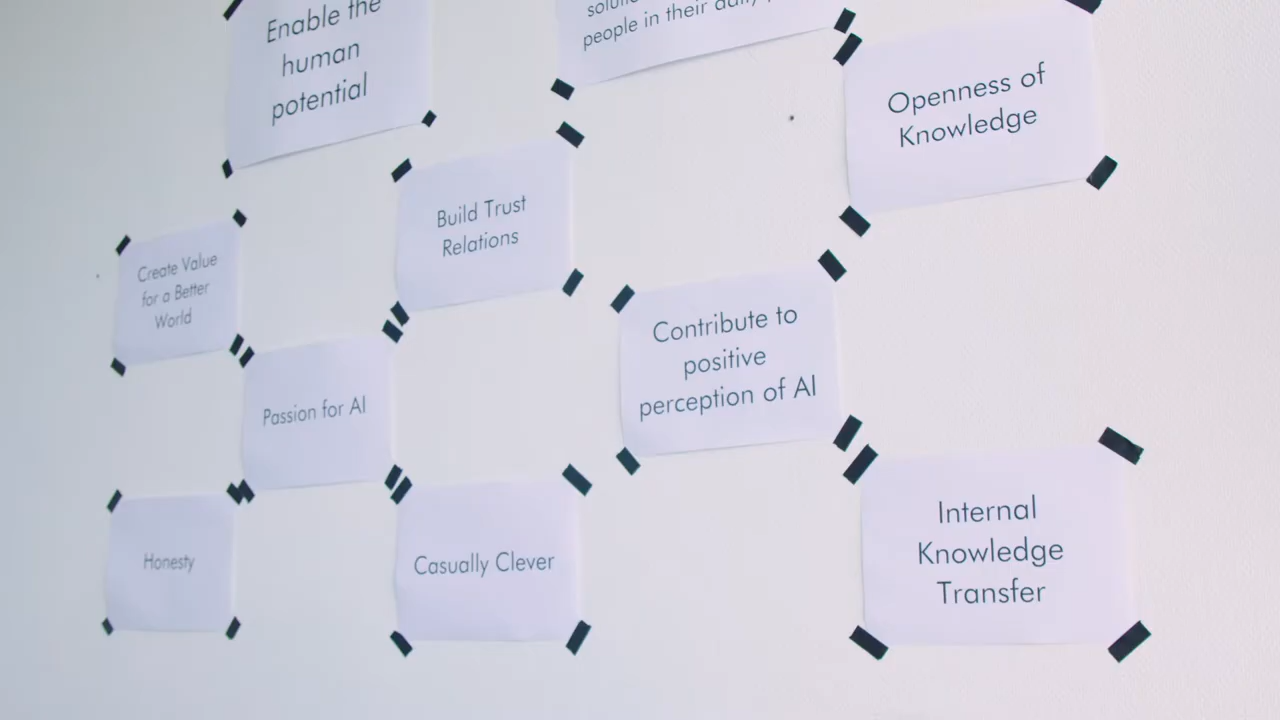 Enable the
human
potential
people in their daily
Openness of
Knowledge
Build Trust
Relations
Create Value
for a Better
World
Contribute to
positive
perception of AI
Passion for AI
Honesty
Casually Clever
Internal
Knowledge
Transfer